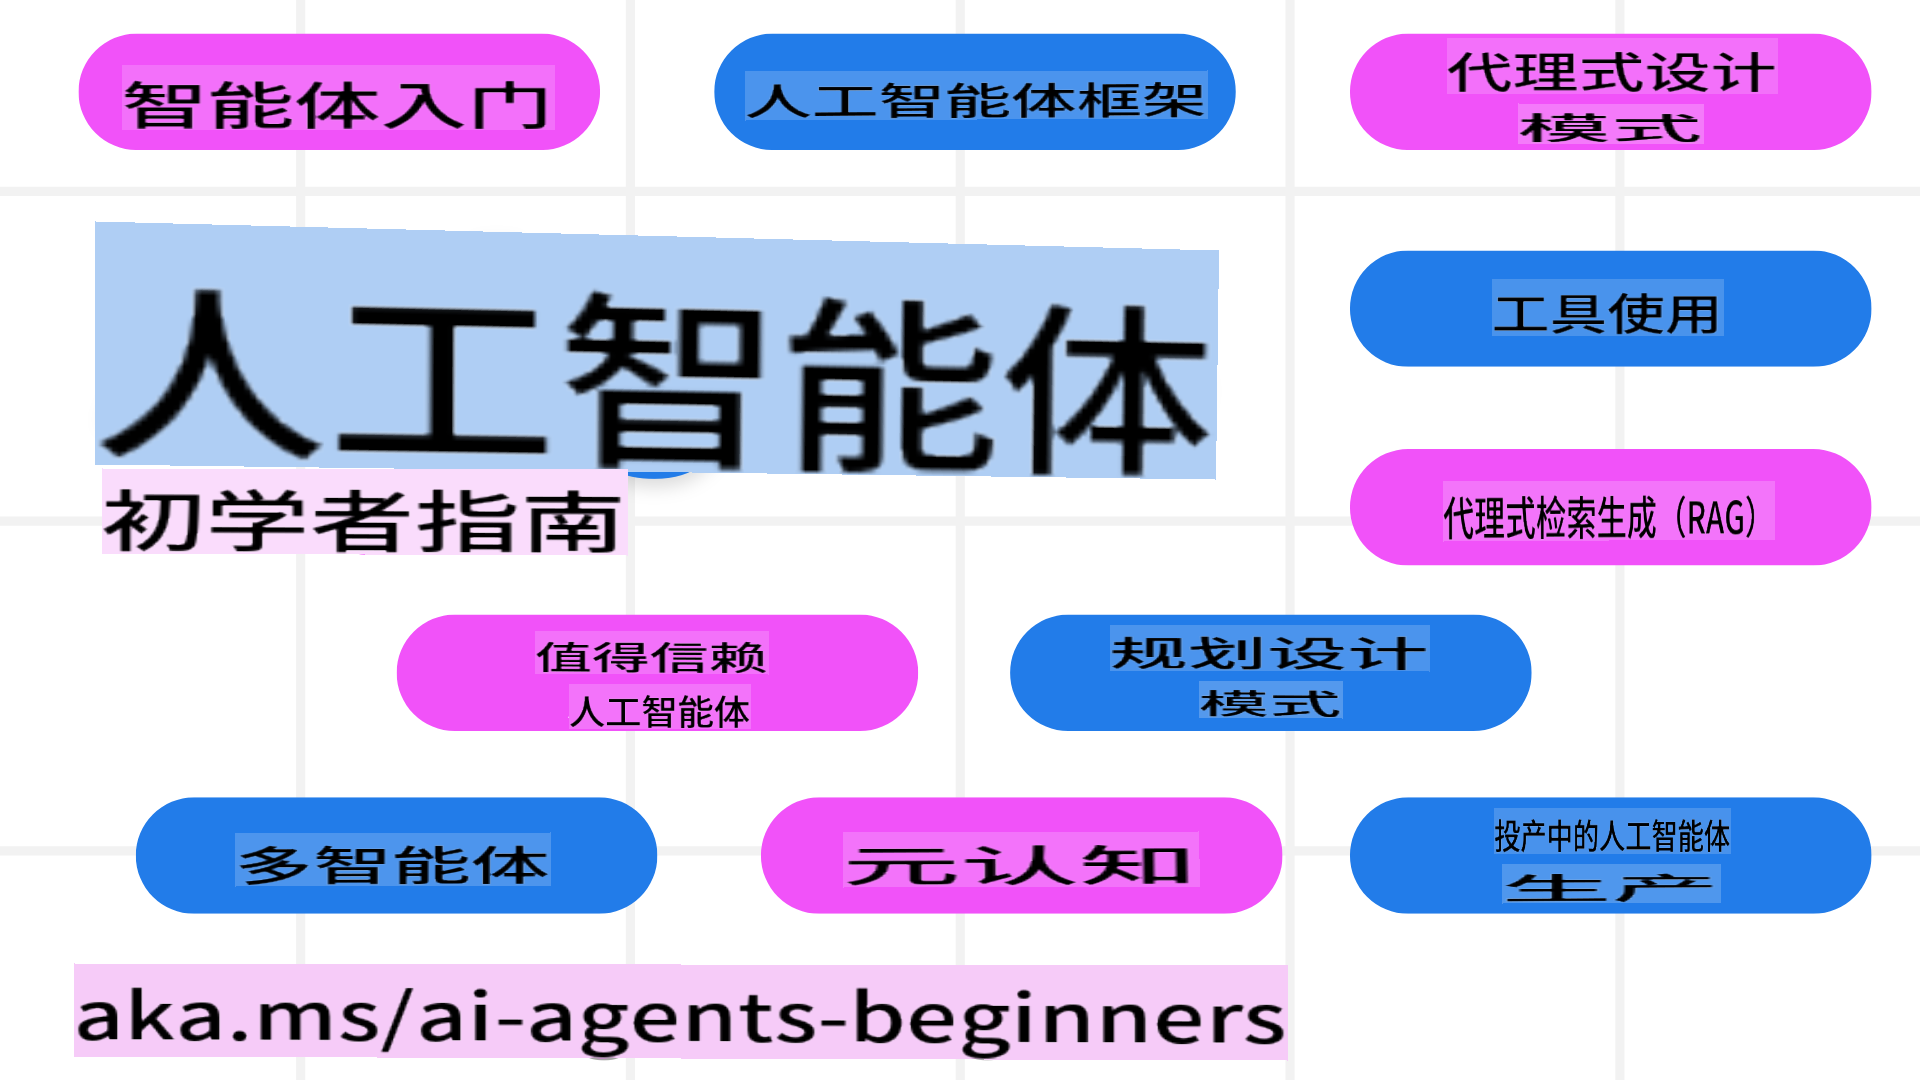 智能体入门
人工智能体框架
代理式设计
模式
人工智能体
初学者指南
工具使用
代理式检索生成（RAG）
值得信赖
人工智能体
规划设计
模式
多智能体
元认知
投产中的人工智能体
生产
aka.ms/ai-agents-beginners